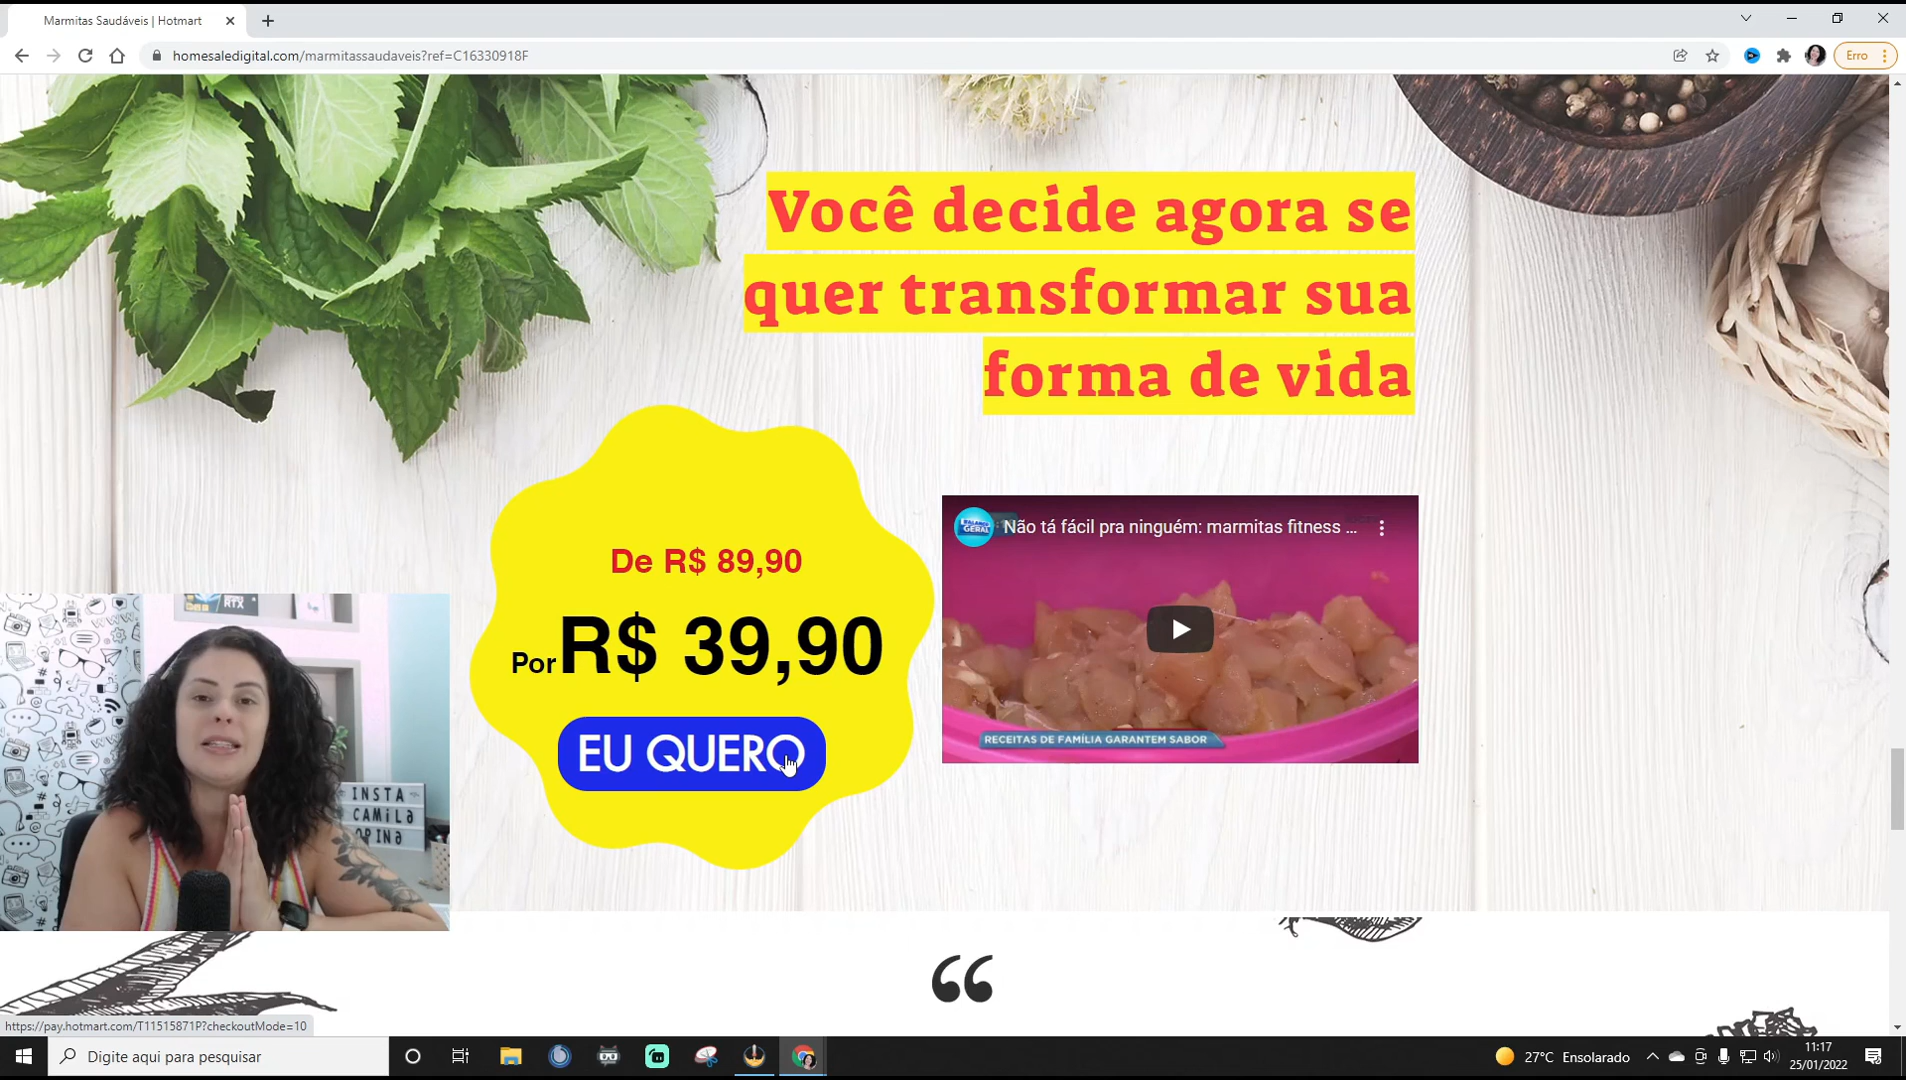 Marmitas Saudáveis | Hotmart
homesaledigital.com/marmitassaudaveis?ref=C16330918F
Erro
Você decide agora se
quer transformar sua
forma de vida
De R$ 89,90
Por R$ 39,90
EU QUERO
BALANÇO
GERAL
Não tá fácil pra ninguém: marmitas fitness ...
RECEITAS DE FAMÍLIA GARANTEM SABOR
RTX
INSTA
CAMILA
OPINA
“
https://pay.hotmart.com/T11515871P?checkoutMode=10
Digite aqui para pesquisar
27°C Ensolarado
11:17
25/01/2022